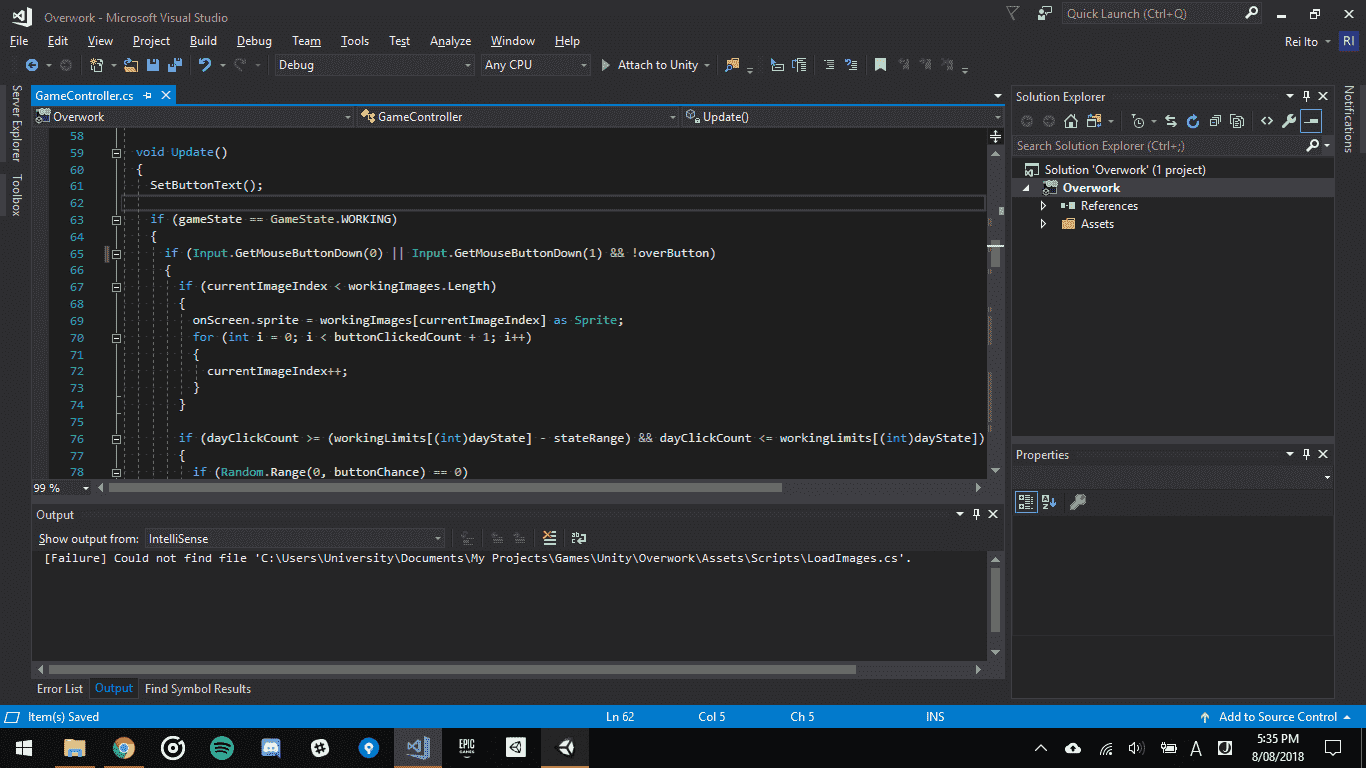 Overwork - Microsoft Visual Studio
Quick Launch (Ctrl+Q)
File Edit View Project Build Debug Team Tools Test Analyze Window Help
Rei Ito RI
Debug Any CPU Attach to Unity
Server Explorer
Toolbox
GameController.cs
Overwork GameController Update()
58
59 void Update()
60 {
61 SetButtonText();
62
63 if (gameState == GameState.WORKING)
64 {
65 if (Input.GetMouseButtonDown(0) || Input.GetMouseButtonDown(1) && !overButton)
66 {
67 if (currentImageIndex < workingImages.Length)
68 {
69 onScreen.sprite = workingImages[currentImageIndex] as Sprite;
70 for (int i = 0; i < buttonClickedCount + 1; i++)
71 {
72 currentImageIndex++;
73 }
74 }
75
76 if (dayClickCount >= (workingLimits[(int)dayState] - stateRange) && dayClickCount <= workingLimits[(int)dayState])
77 {
78 if (Random.Range(0, buttonChance) == 0)
99 %
Output
Show output from: IntelliSense
[Failure] Could not find file 'C:\Users\University\Documents\My Projects\Games\Unity\Overwork\Assets\Scripts\LoadImages.cs'.
Error List Output Find Symbol Results
Solution Explorer
Search Solution Explorer (Ctrl+;)
Solution 'Overwork' (1 project)
Overwork
References
Assets
Properties
Notifications
Item(s) Saved Ln 62 Col 5 Ch 5 INS Add to Source Control
EPIC
GAMES
A
5:35 PM
8/08/2018